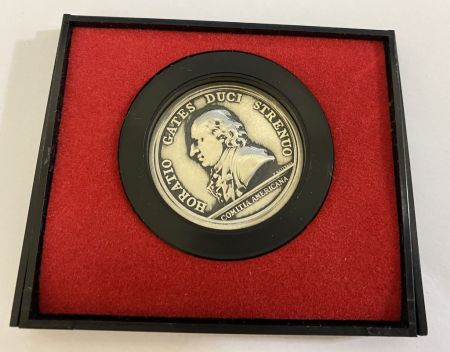 HORATIO GATES DUCI STRENUO
COMITIA AMERICANA